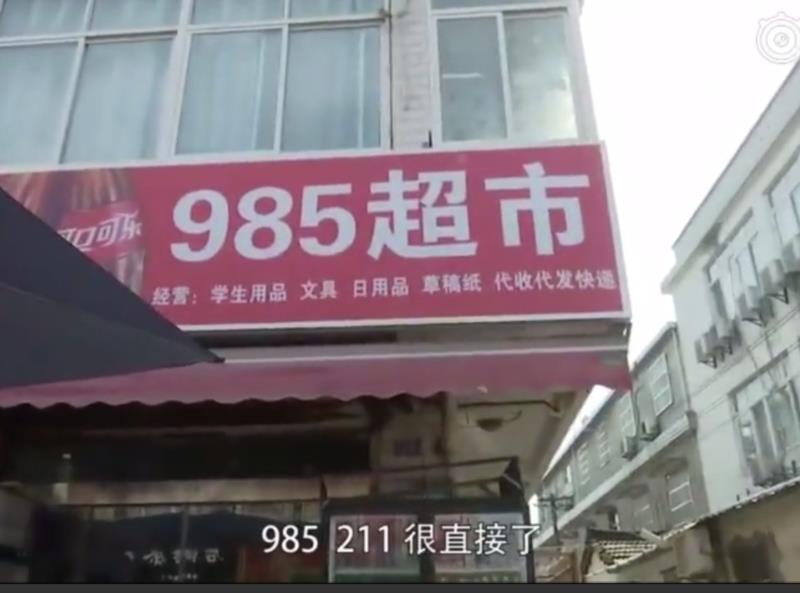 可口可乐
985超市
经营：学生用品 文具 日用品 草稿纸 代收代发快递
985 211 很直接了